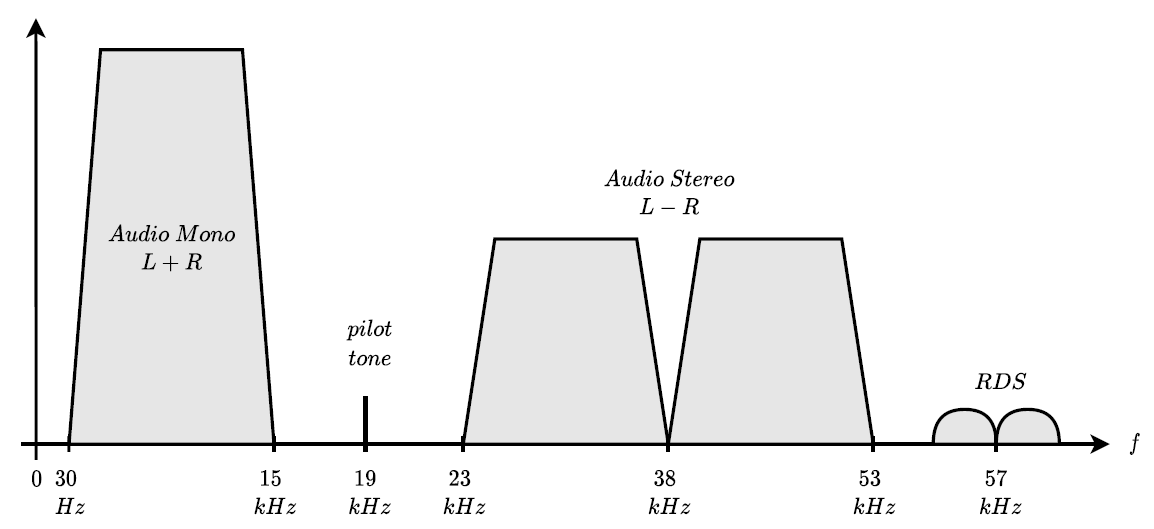 Audio Mono
L + R
pilot
tone
Audio Stereo
L − R
RDS
f
0
30
Hz
15
kHz
19
kHz
23
kHz
38
kHz
53
kHz
57
kHz